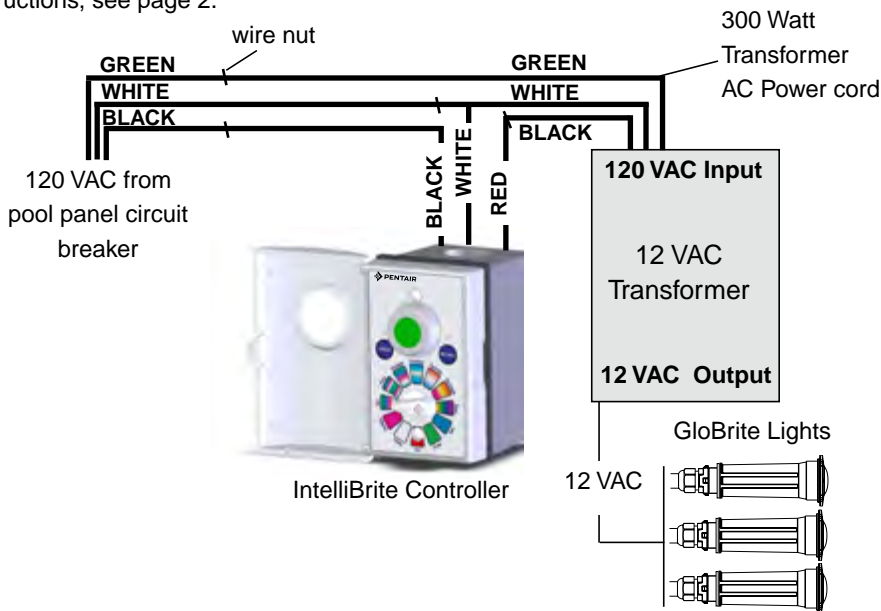 uctions, see page 2.
wire nut
300 Watt
Transformer
AC Power cord
GREEN
GREEN
WHITE
WHITE
BLACK
BLACK
120 VAC from
pool panel circuit
breaker
BLACK
WHITE
RED
120 VAC Input
12 VAC
Transformer
12 VAC Output
PENTAIR
IntelliBrite Controller
GloBrite Lights
12 VAC